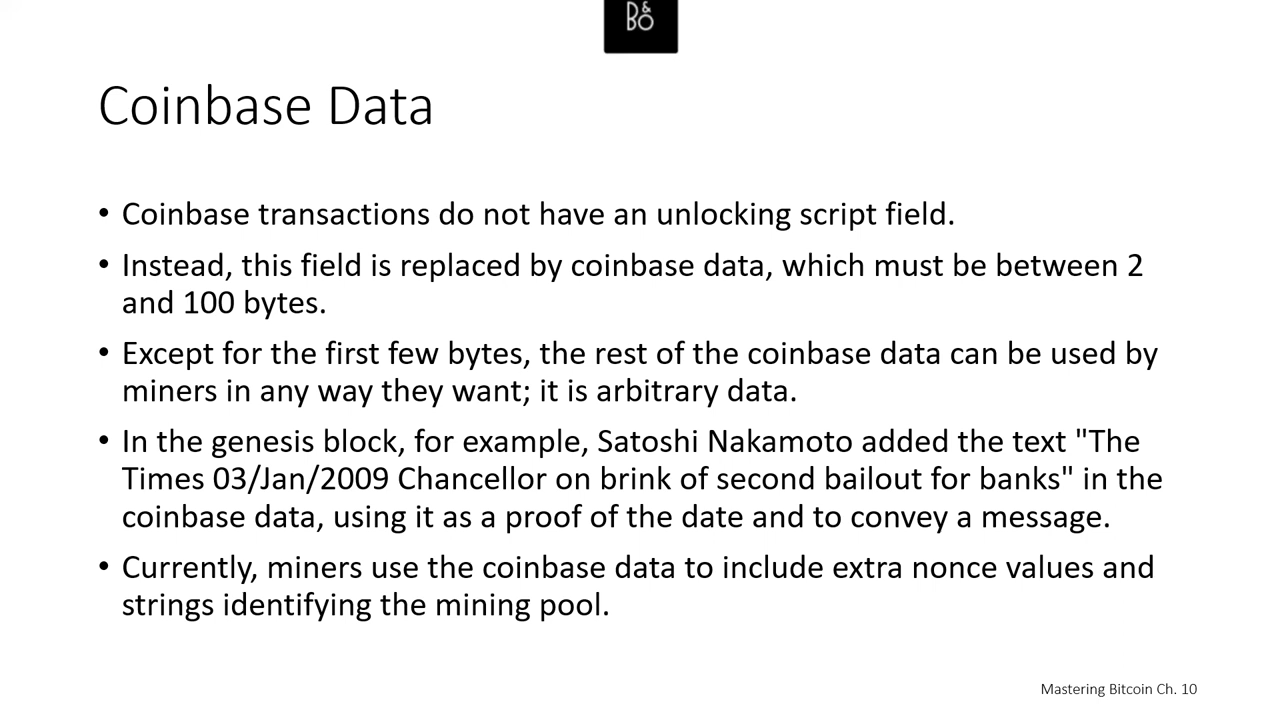 B&O
Coinbase Data
• Coinbase transactions do not have an unlocking script field.
• Instead, this field is replaced by coinbase data, which must be between 2
and 100 bytes.
• Except for the first few bytes, the rest of the coinbase data can be used by
miners in any way they want; it is arbitrary data.
• In the genesis block, for example, Satoshi Nakamoto added the text "The
Times 03/Jan/2009 Chancellor on brink of second bailout for banks" in the
coinbase data, using it as a proof of the date and to convey a message.
• Currently, miners use the coinbase data to include extra nonce values and
strings identifying the mining pool.
Mastering Bitcoin Ch. 10